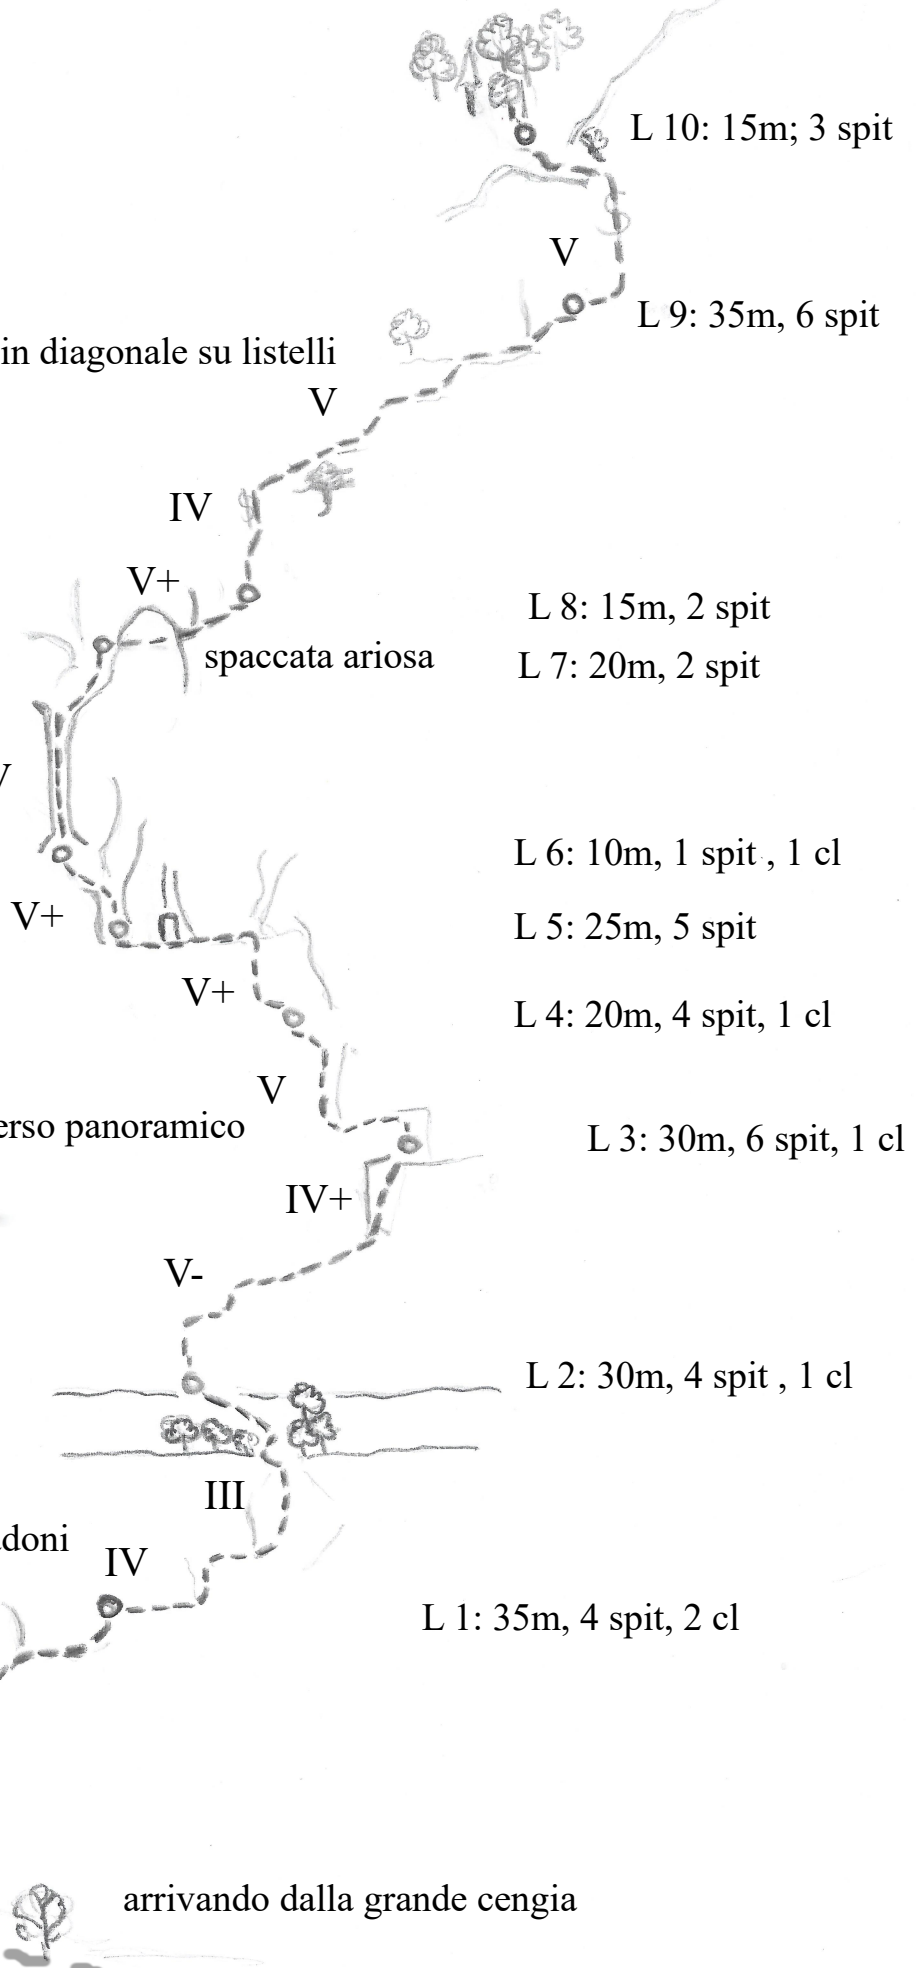 L 10: 15m; 3 spit
V
L 9: 35m, 6 spit
in diagonale su listelli
V
IV
V+
L 8: 15m, 2 spit
spaccata ariosa
L 7: 20m, 2 spit
L 6: 10m, 1 spit , 1 cl
V+
L 5: 25m, 5 spit
V+
L 4: 20m, 4 spit, 1 cl
V
erso panoramico
L 3: 30m, 6 spit, 1 cl
IV+
V-
L 2: 30m, 4 spit , 1 cl
III
doni
IV
L 1: 35m, 4 spit, 2 cl
arrivando dalla grande cengia